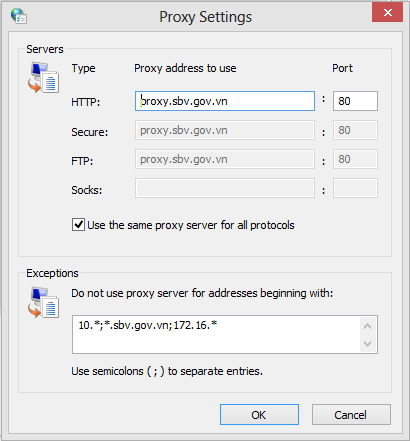 Proxy Settings
Servers
Type Proxy address to use Port
HTTP: proxy.sbv.gov.vn : 80
Secure: proxy.sbv.gov.vn : 80
FTP: proxy.sbv.gov.vn : 80
Socks: :
Use the same proxy server for all protocols
Exceptions
Do not use proxy server for addresses beginning with:
10.*;*.sbv.gov.vn;172.16.*
Use semicolons ( ; ) to separate entries.
OK Cancel